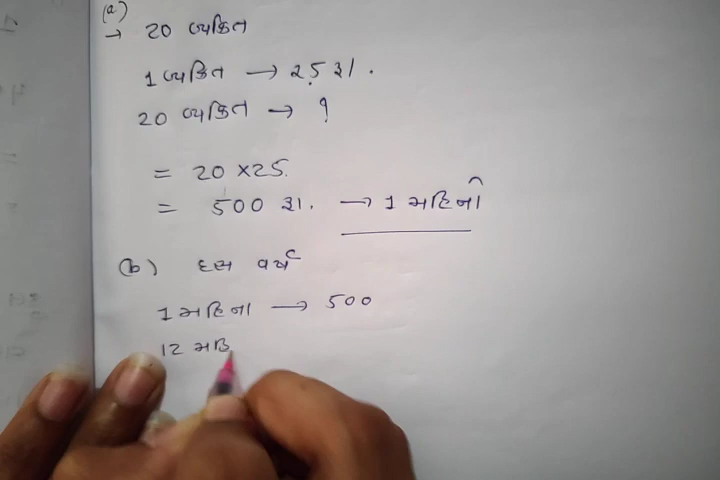 (a)
→ 20 વ્યકિત
1 વ્યકિત → 25 રૂા.
20 વ્યકિત → ?
= 20 × 25
= 500 રૂા. → 1 મહિનો
(b) દસ વર્ષ
1 મહિના → 500
12 મહિ